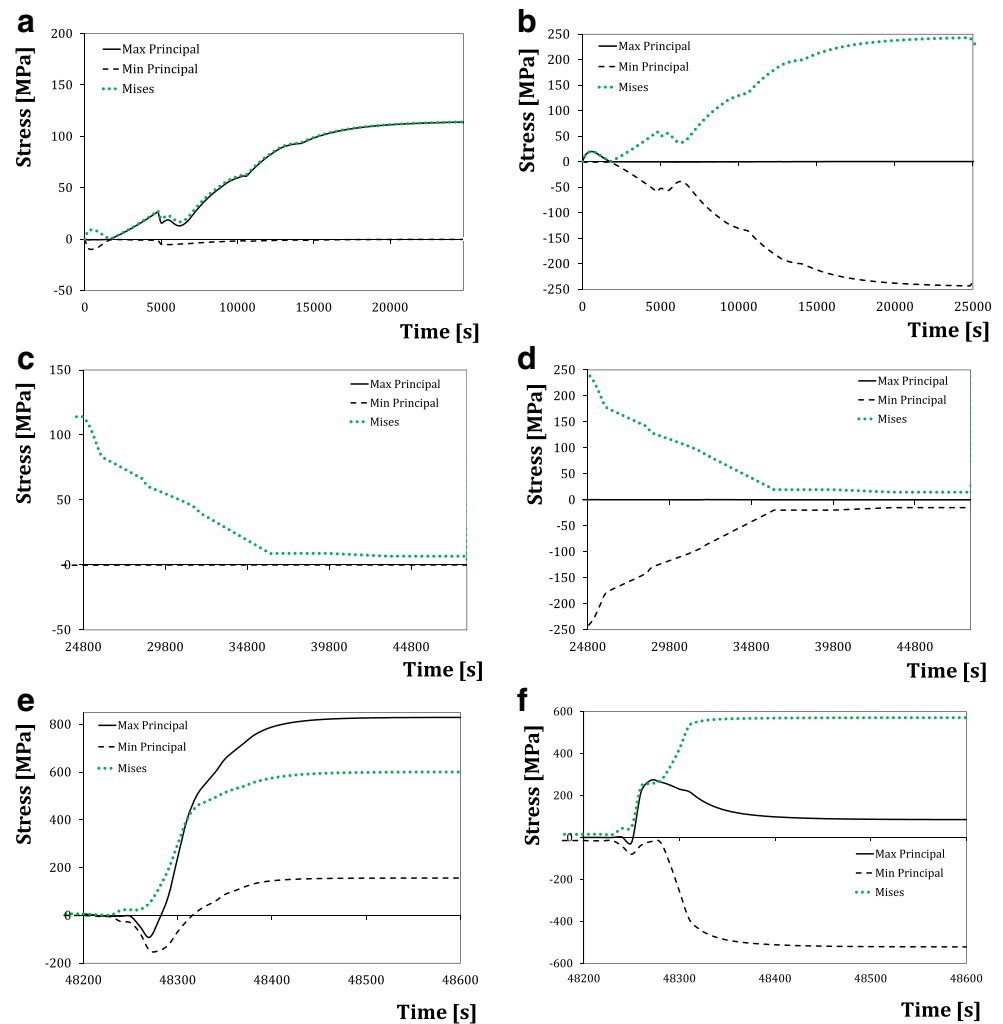 a
Stress [MPa]
200
150
100
50
0
-50
Max Principal
Min Principal
Mises
0 5000 10000 15000 20000
Time [s]
b
Stress [MPa]
250
200
150
100
50
0
-50
-100
-150
-200
-250
Max Principal
Min Principal
Mises
0 5000 10000 15000 20000 25000
Time [s]
c
Stress [MPa]
150
100
50
0
-50
Max Principal
Min Principal
Mises
24800 29800 34800 39800 44800
Time [s]
d
Stress [MPa]
250
200
150
100
50
0
-50
-100
-150
-200
-250
Max Principal
Min Principal
Mises
24800 29800 34800 39800 44800
Time [s]
e
Stress [MPa]
800
600
400
200
0
-200
Max Principal
Min Principal
Mises
48200 48300 48400 48500 48600
Time [s]
f
Stress [MPa]
600
400
200
0
-200
-400
-600
Max Principal
Min Principal
Mises
48200 48300 48400 48500 48600
Time [s]